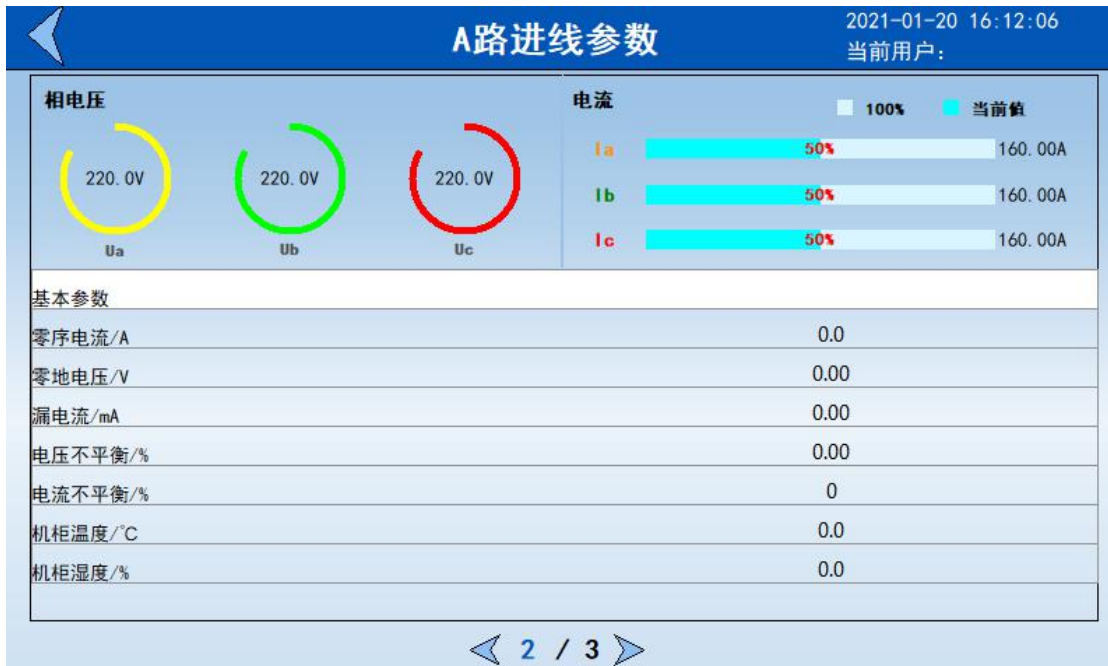 A路进线参数
2021-01-20 16:12:06
当前用户：
相电压
220.0V
220.0V
220.0V
Ua
Ub
Uc
电流
100%
当前值
Ia 50% 160.00A
Ib 50% 160.00A
Ic 50% 160.00A
基本参数
零序电流/A 0.0
零地电压/V 0.00
漏电流/mA 0.00
电压不平衡/% 0.00
电流不平衡/% 0
机柜温度/℃ 0.0
机柜湿度/% 0.0
2 / 3